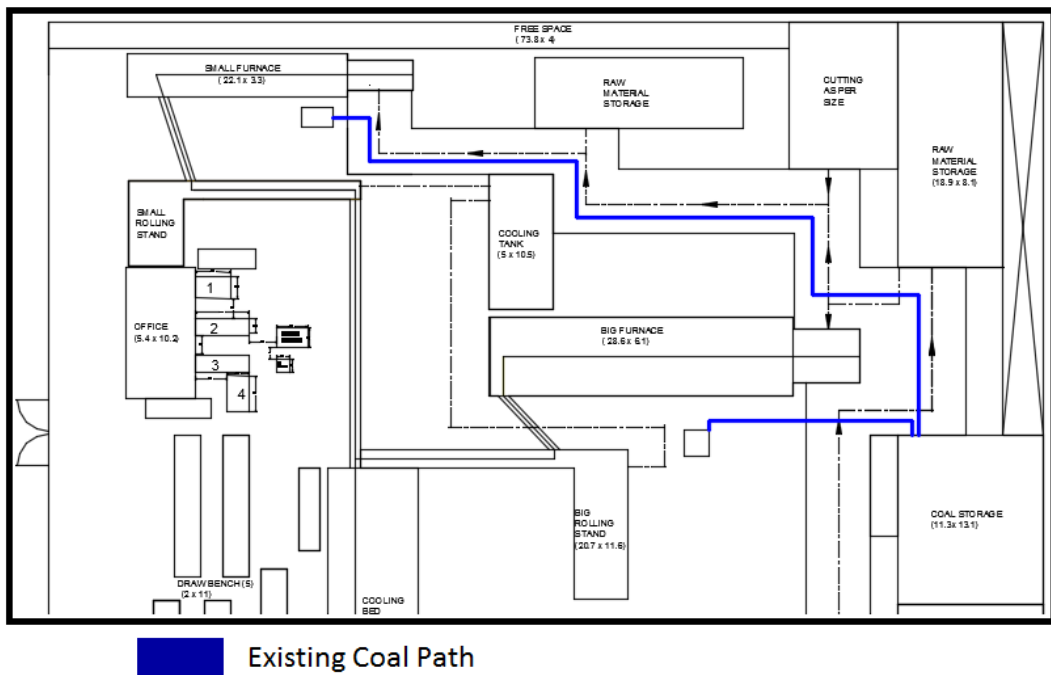 FREE SPACE
(73.8 x 4)
SMALL FURNACE
(22.1 x 3.3)
RAW
MATERIAL
STORAGE
CUTTING
AS PER
SIZE
RAW
MATERIAL
STORAGE
(18.9 x 8.1)
SMALL
ROLLING
STAND
COOLING
TANK
(5 x 10.5)
OFFICE
(5.4 x 10.2)
1
2
3
4
BIG FURNACE
(28.6 x 6.1)
BIG
ROLLING
STAND
(20.7 x 11.6)
COAL STORAGE
(11.3x 13.1)
DRAW BENCH (5)
(2 x 11)
COOLING
BED
Existing Coal Path